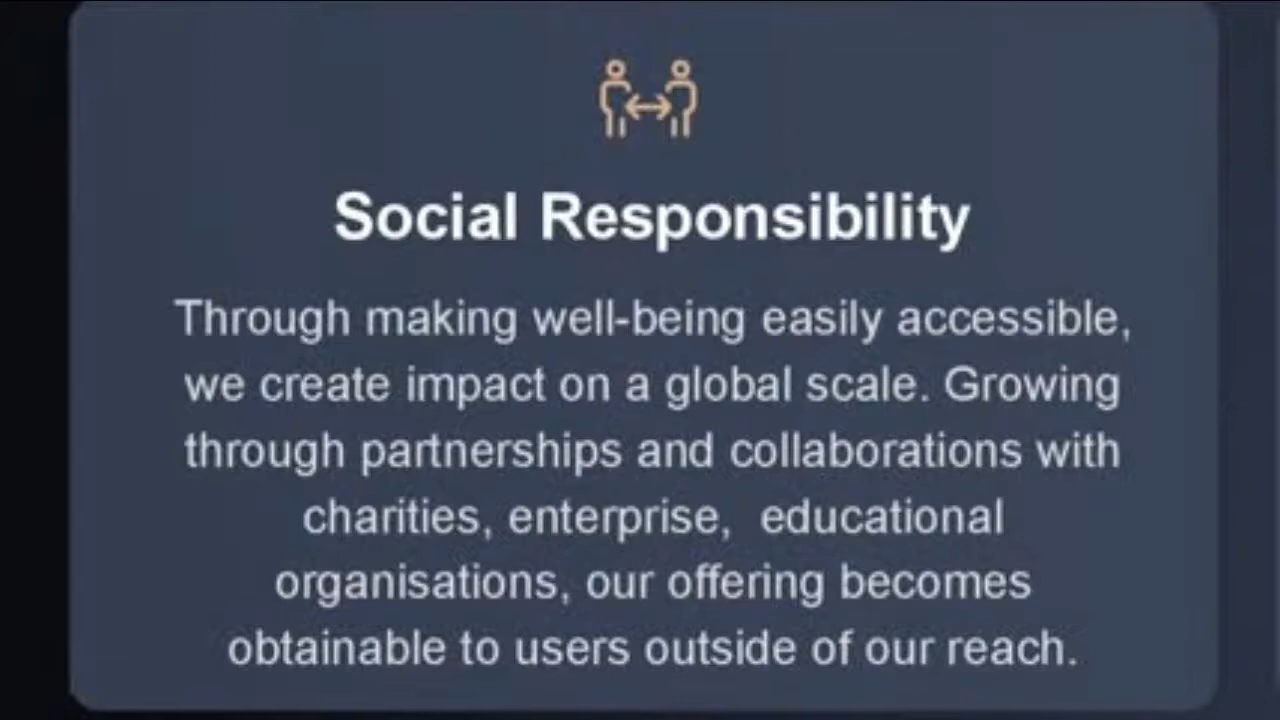 Social Responsibility
Through making well-being easily accessible,
we create impact on a global scale. Growing
through partnerships and collaborations with
charities, enterprise,  educational
organisations, our offering becomes
obtainable to users outside of our reach.